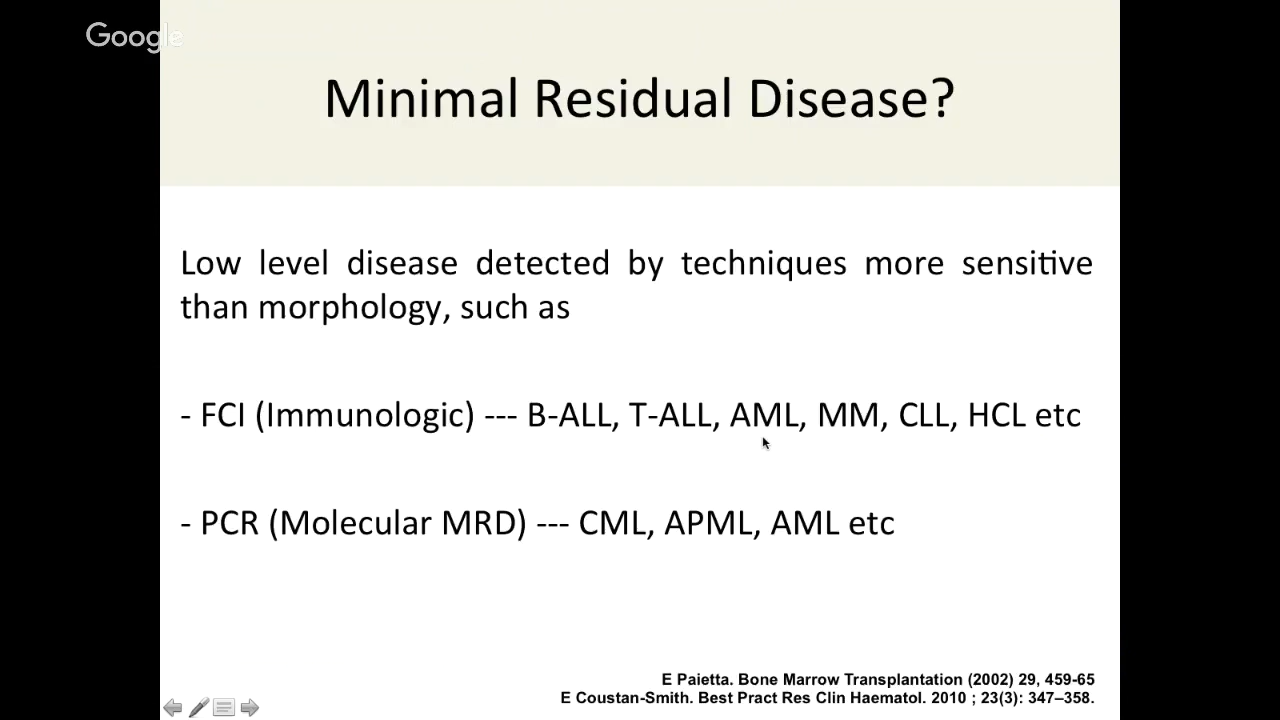 Google
Minimal Residual Disease?
Low level disease detected by techniques more sensitive
than morphology, such as
- FCI (Immunologic) --- B-ALL, T-ALL, AML, MM, CLL, HCL etc
- PCR (Molecular MRD) --- CML, APML, AML etc
E Paietta. Bone Marrow Transplantation (2002) 29, 459-65
E Coustan-Smith. Best Pract Res Clin Haematol. 2010 ; 23(3): 347–358.